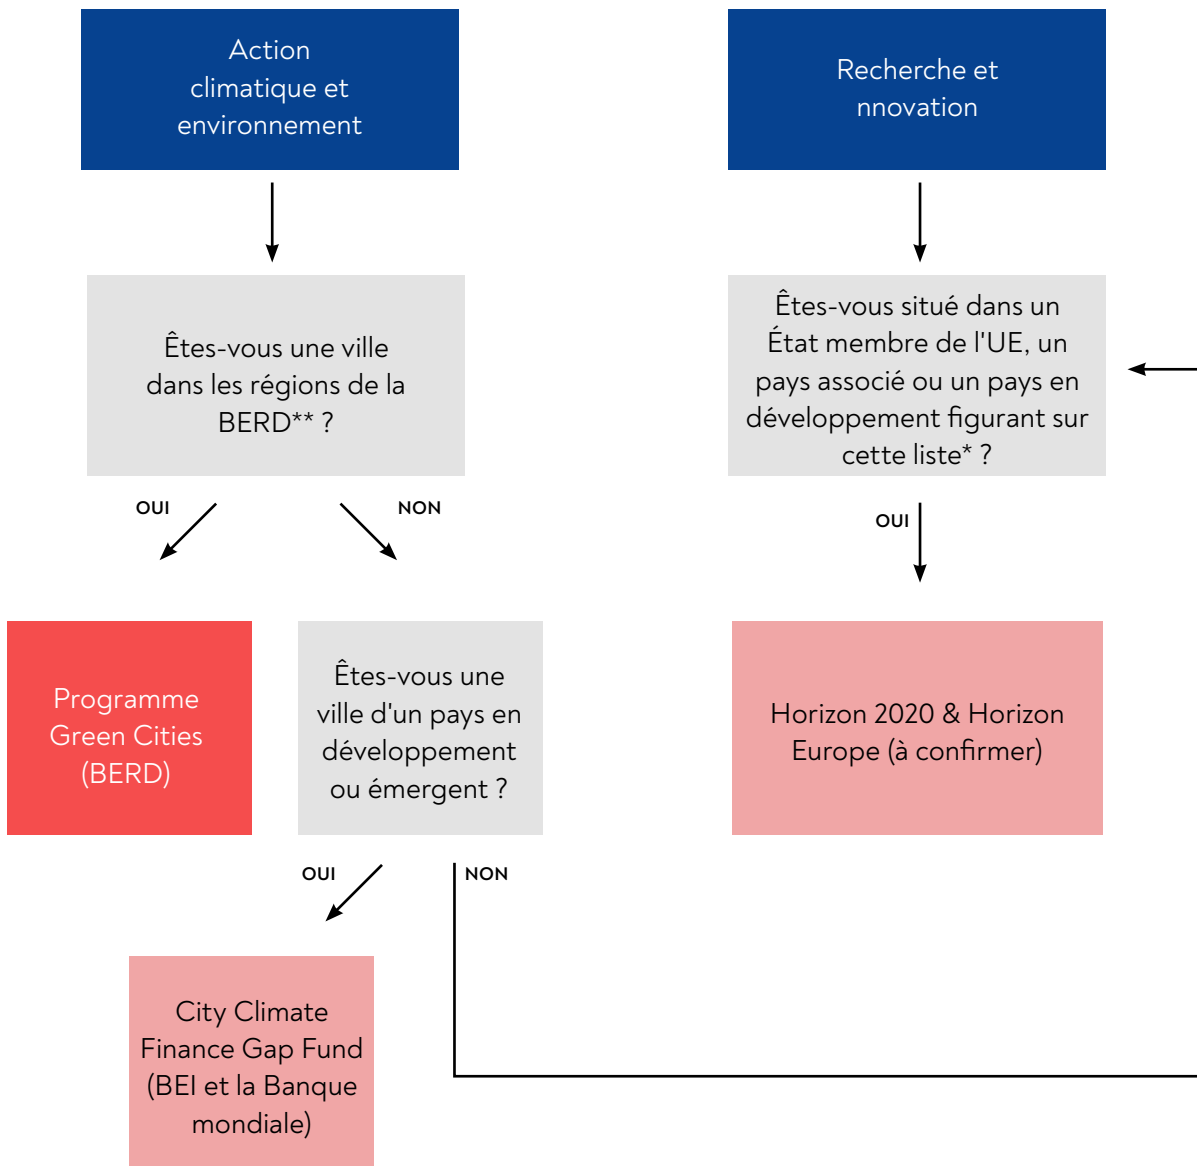 Action
climatique et
environnement
Recherche et
nnovation
Êtes-vous une ville
dans les régions de la
BERD** ?
Êtes-vous situé dans un
État membre de l'UE, un
pays associé ou un pays en
développement figurant sur
cette liste* ?
OUI
NON
OUI
Programme
Green Cities
(BERD)
Êtes-vous une
ville d'un pays en
développement
ou émergent ?
Horizon 2020 & Horizon
Europe (à confirmer)
OUI
NON
City Climate
Finance Gap Fund
(BEI et la Banque
mondiale)